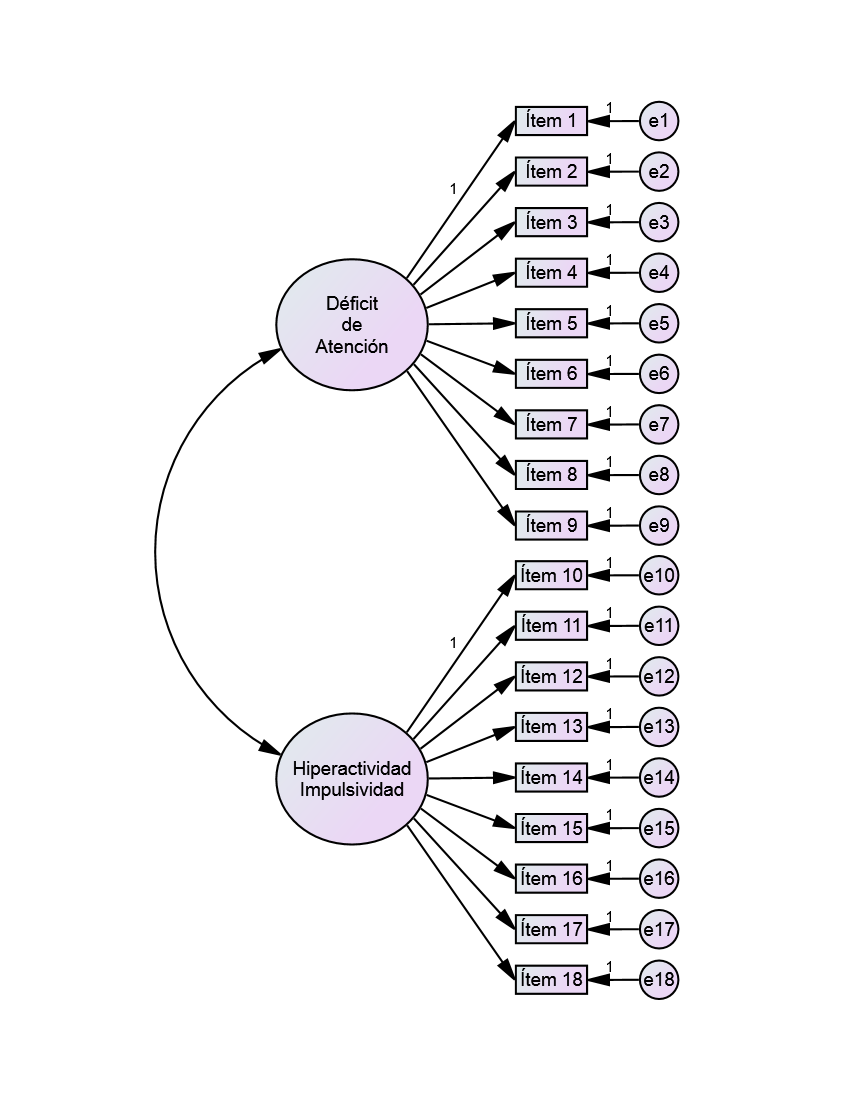 Ítem 1 1 e1
Ítem 2 1 e2
1
Ítem 3 1 e3
Ítem 4 1 e4
Déficit
de
Atención
Ítem 5 1 e5
Ítem 6 1 e6
Ítem 7 1 e7
Ítem 8 1 e8
Ítem 9 1 e9
Ítem 10 1 e10
Ítem 11 1 e11
1
Ítem 12 1 e12
Ítem 13 1 e13
Hiperactividad
Impulsividad
Ítem 14 1 e14
Ítem 15 1 e15
Ítem 16 1 e16
Ítem 17 1 e17
Ítem 18 1 e18